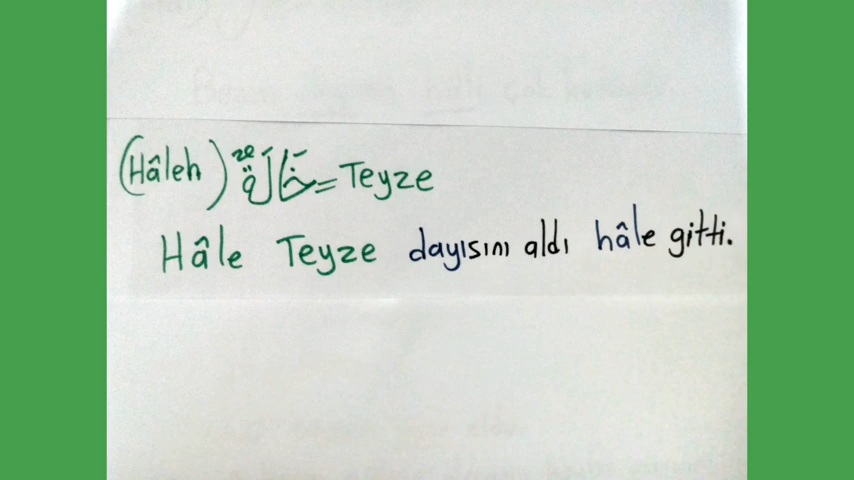 (Hâleh) خَالَةٌ = Teyze
Hâle Teyze dayısını aldı hâle gitti.